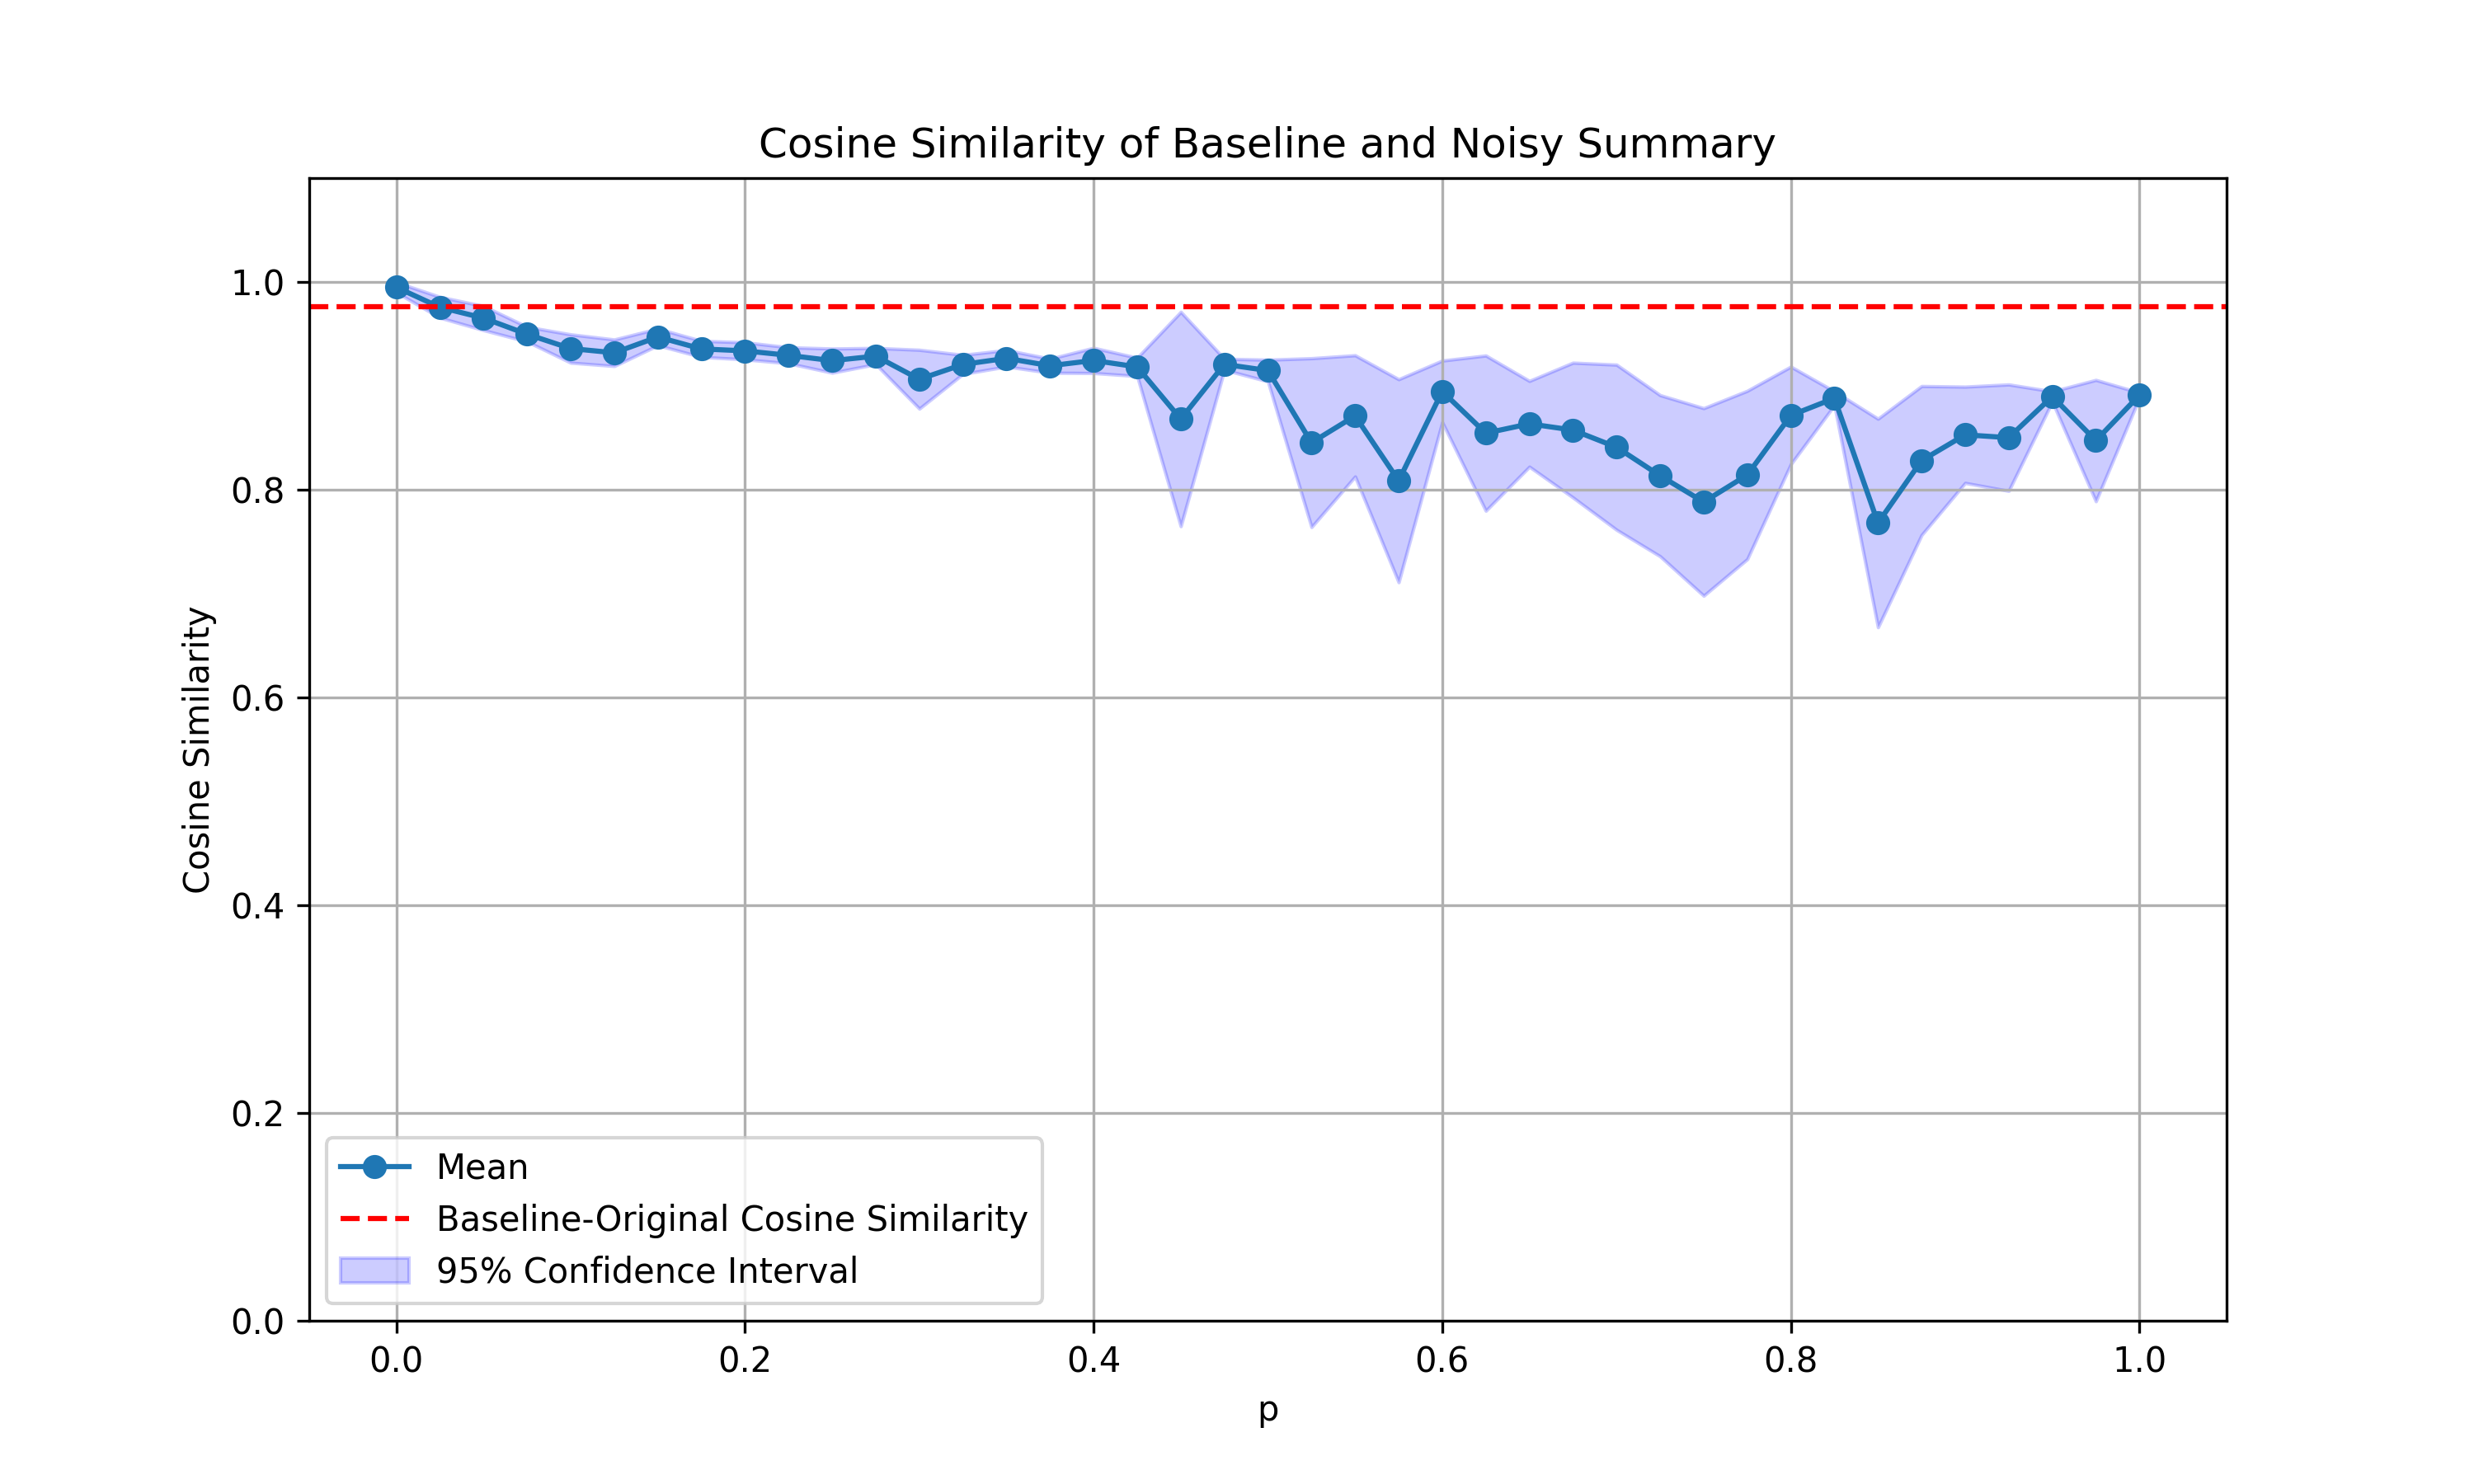 Cosine Similarity of Baseline and Noisy Summary
Cosine Similarity
1.0
0.8
0.6
0.4
0.2
0.0
Mean
Baseline-Original Cosine Similarity
95% Confidence Interval
0.0 0.2 0.4 0.6 0.8 1.0
p